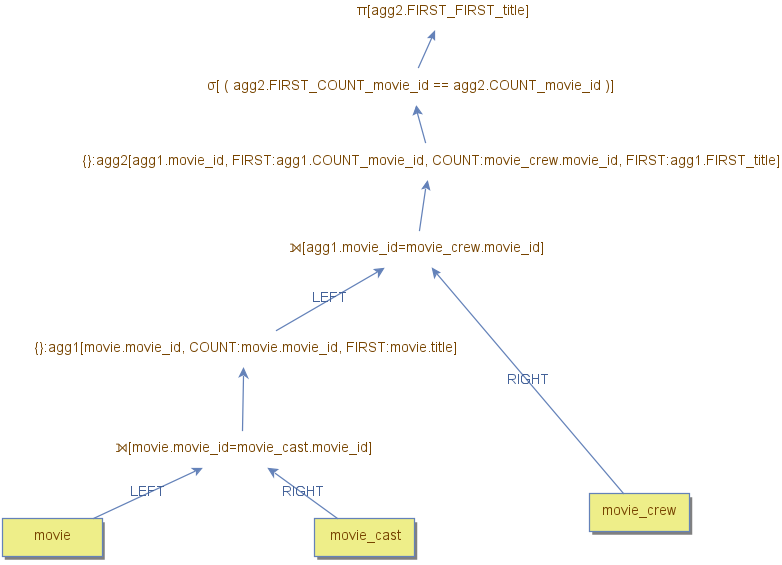 π[agg2.FIRST_FIRST_title]
σ[ ( agg2.FIRST_COUNT_movie_id == agg2.COUNT_movie_id )]
{}:agg2[agg1.movie_id, FIRST:agg1.COUNT_movie_id, COUNT:movie_crew.movie_id, FIRST:agg1.FIRST_title]
⋊[agg1.movie_id=movie_crew.movie_id]
LEFT
{}:agg1[movie.movie_id, COUNT:movie.movie_id, FIRST:movie.title]
RIGHT
⋊[movie.movie_id=movie_cast.movie_id]
LEFT
RIGHT
movie_crew
movie
movie_cast